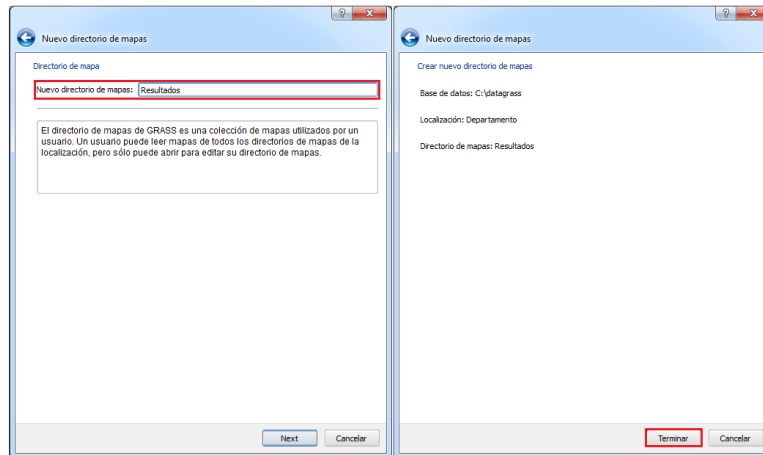 Nuevo directorio de mapas
Directorio de mapa
Nuevo directorio de mapas: Resultados
El directorio de mapas de GRASS es una colección de mapas utilizados por un
usuario. Un usuario puede leer mapas de todos los directorios de mapas de la
localización, pero sólo puede abrir para editar su directorio de mapas.
Next Cancelar
Nuevo directorio de mapas
Crear nuevo directorio de mapas
Base de datos: C:\datagrass
Localización: Departamento
Directorio de mapas: Resultados
Terminar Cancelar